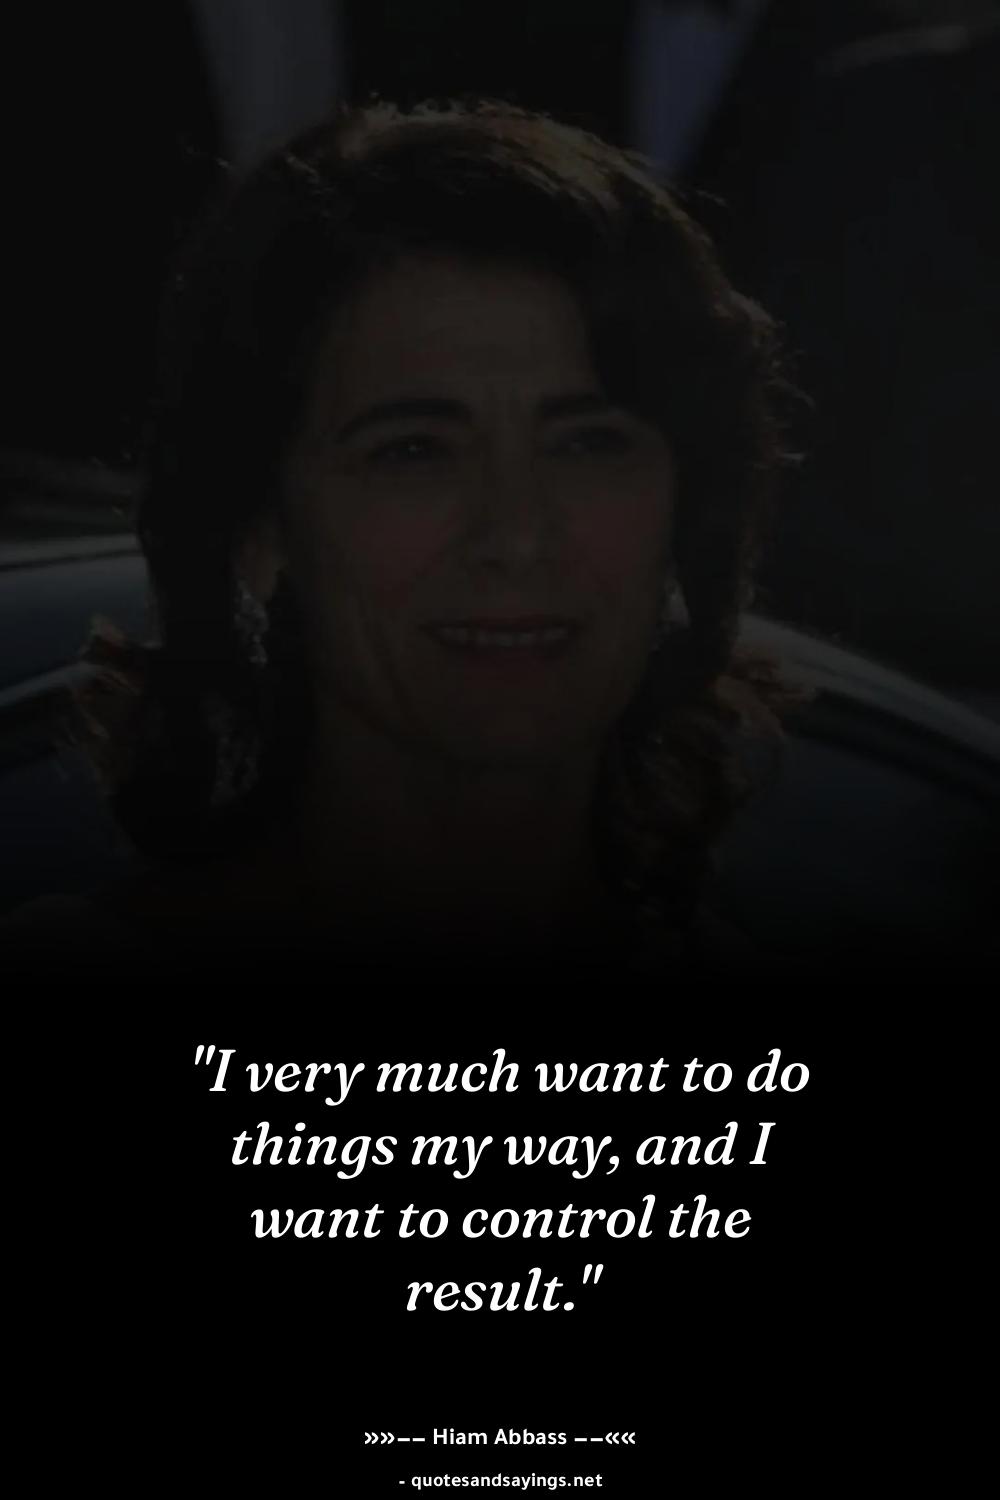 "I very much want to do
things my way, and I
want to control the
result."
»»–– Hiam Abbass ––««
- quotesandsayings.net